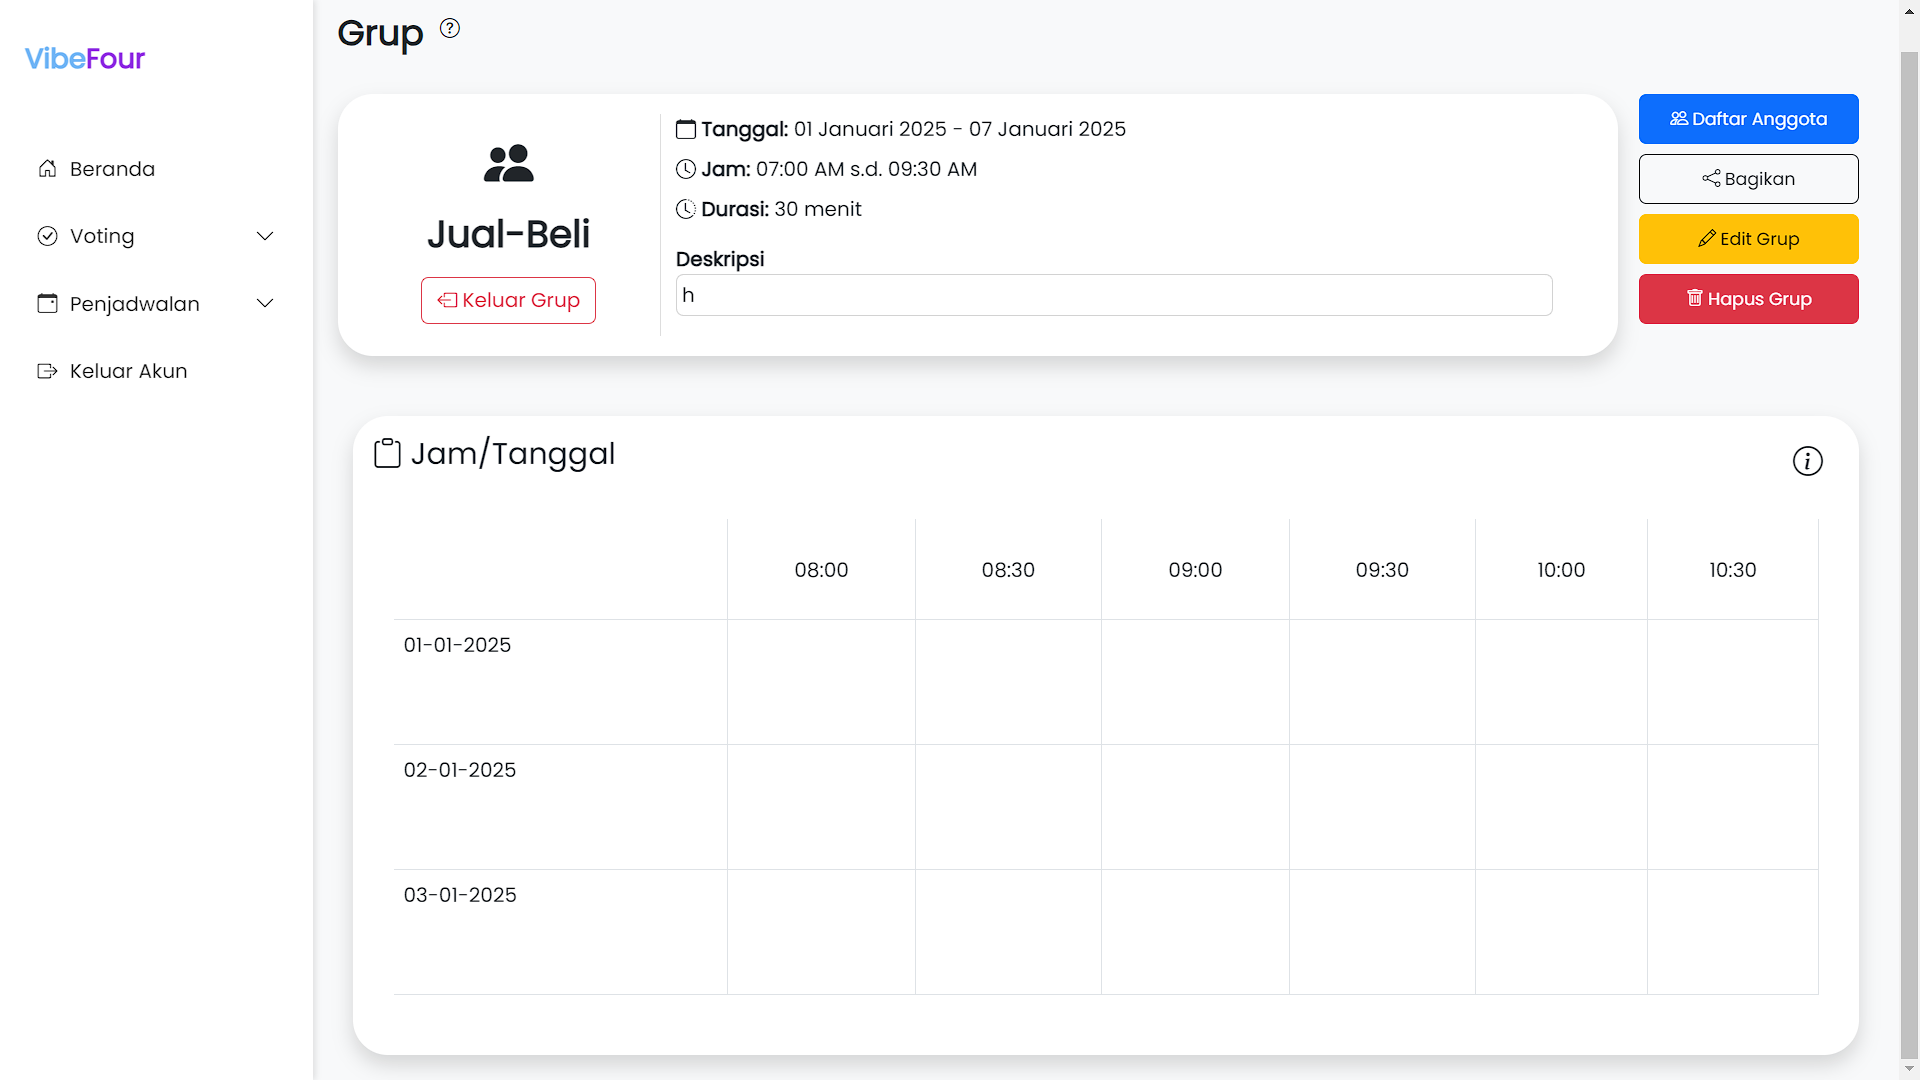 VibeFour
Beranda
Voting
Penjadwalan
Keluar Akun
Grup ?
Jual-Beli
Keluar Grup
Tanggal: 01 Januari 2025 - 07 Januari 2025
Jam: 07:00 AM s.d. 09:30 AM
Durasi: 30 menit
Deskripsi
h
Daftar Anggota
Bagikan
Edit Grup
Hapus Grup
Jam/Tanggal
i
08:00 08:30 09:00 09:30 10:00 10:30
01-01-2025
02-01-2025
03-01-2025